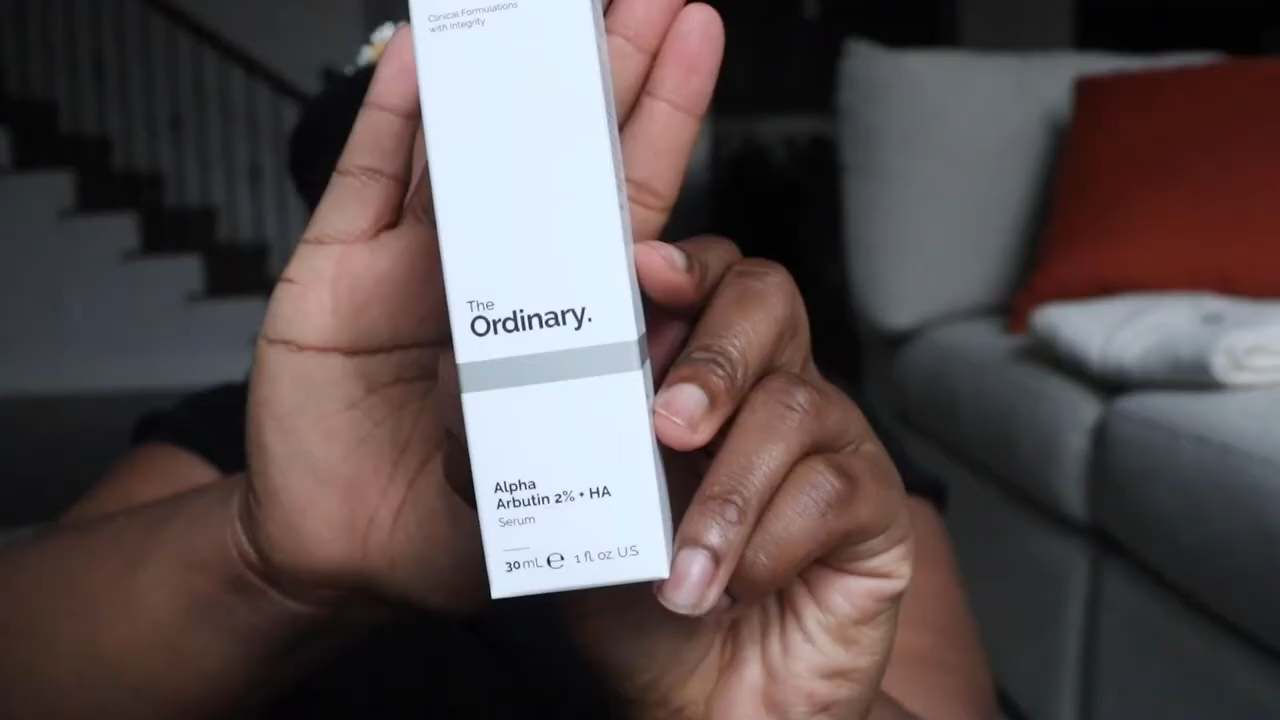 Clinical Formulations
with Integrity
The
Ordinary.
Alpha
Arbutin 2% + HA
Serum
30 mL ℮ 1 fl oz US